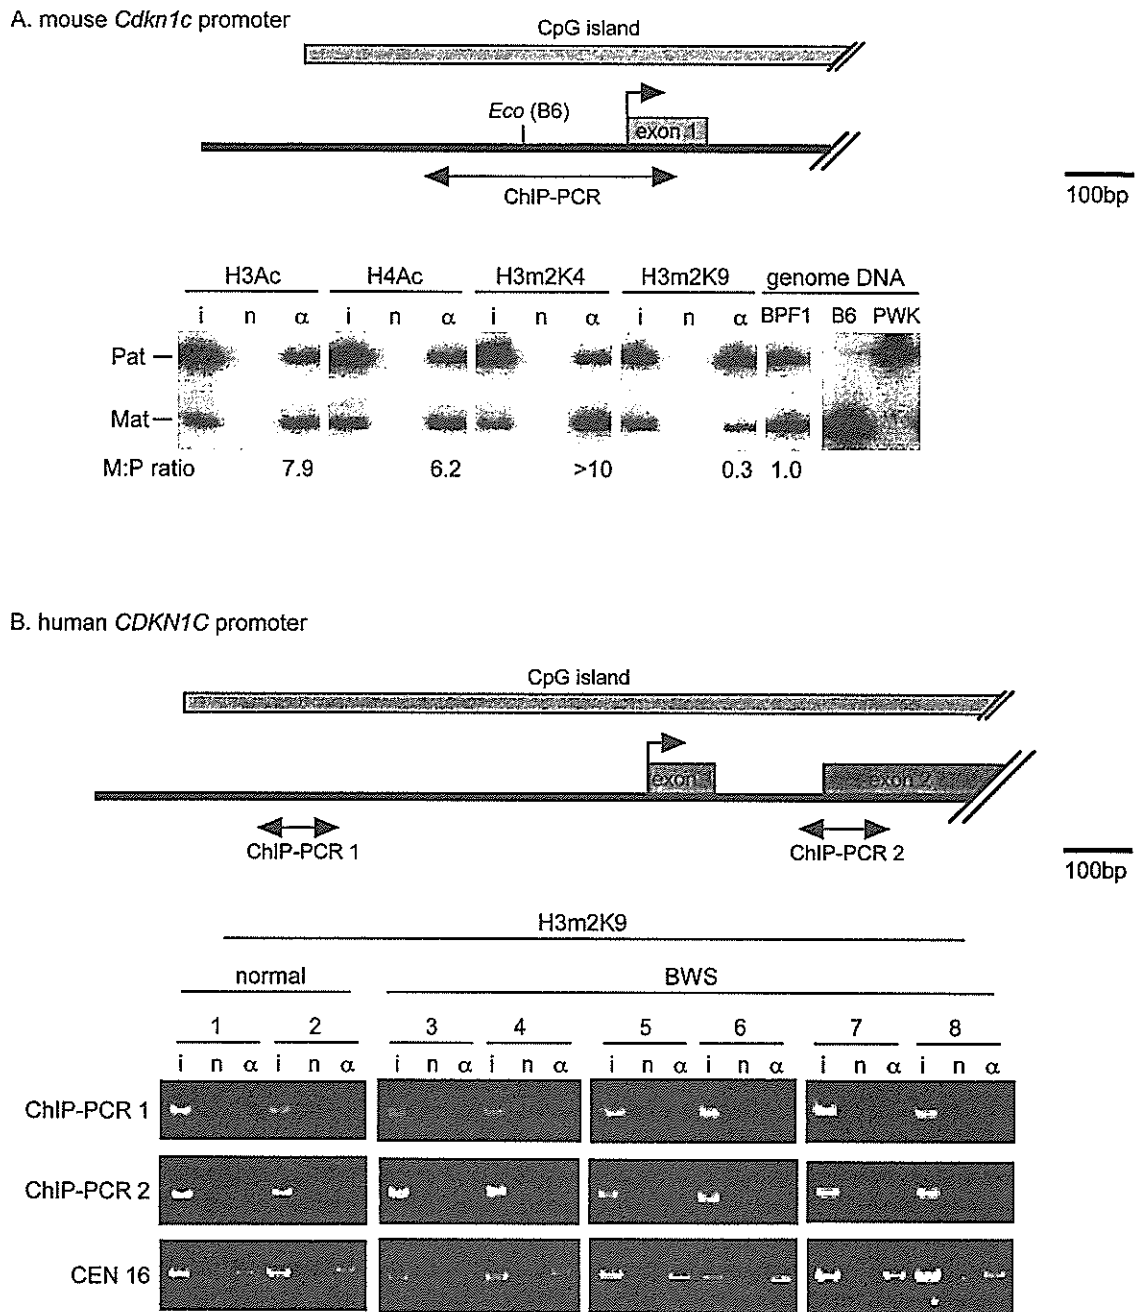 A. mouse Cdkn1c promoter
CpG island
Eco (B6)
exon 1
ChIP-PCR
100bp
H3Ac H4Ac H3m2K4 H3m2K9 genome DNA
i n α i n α i n α i n α BPF1 B6 PWK
Pat
Mat
M:P ratio 7.9 6.2 >10 0.3 1.0
B. human CDKN1C promoter
CpG island
exon 1 exon 2
ChIP-PCR 1 ChIP-PCR 2
100bp
H3m2K9
normal BWS
1 2 3 4 5 6 7 8
i n α i n α i n α i n α i n α i n α i n α i n α
ChIP-PCR 1
ChIP-PCR 2
CEN 16